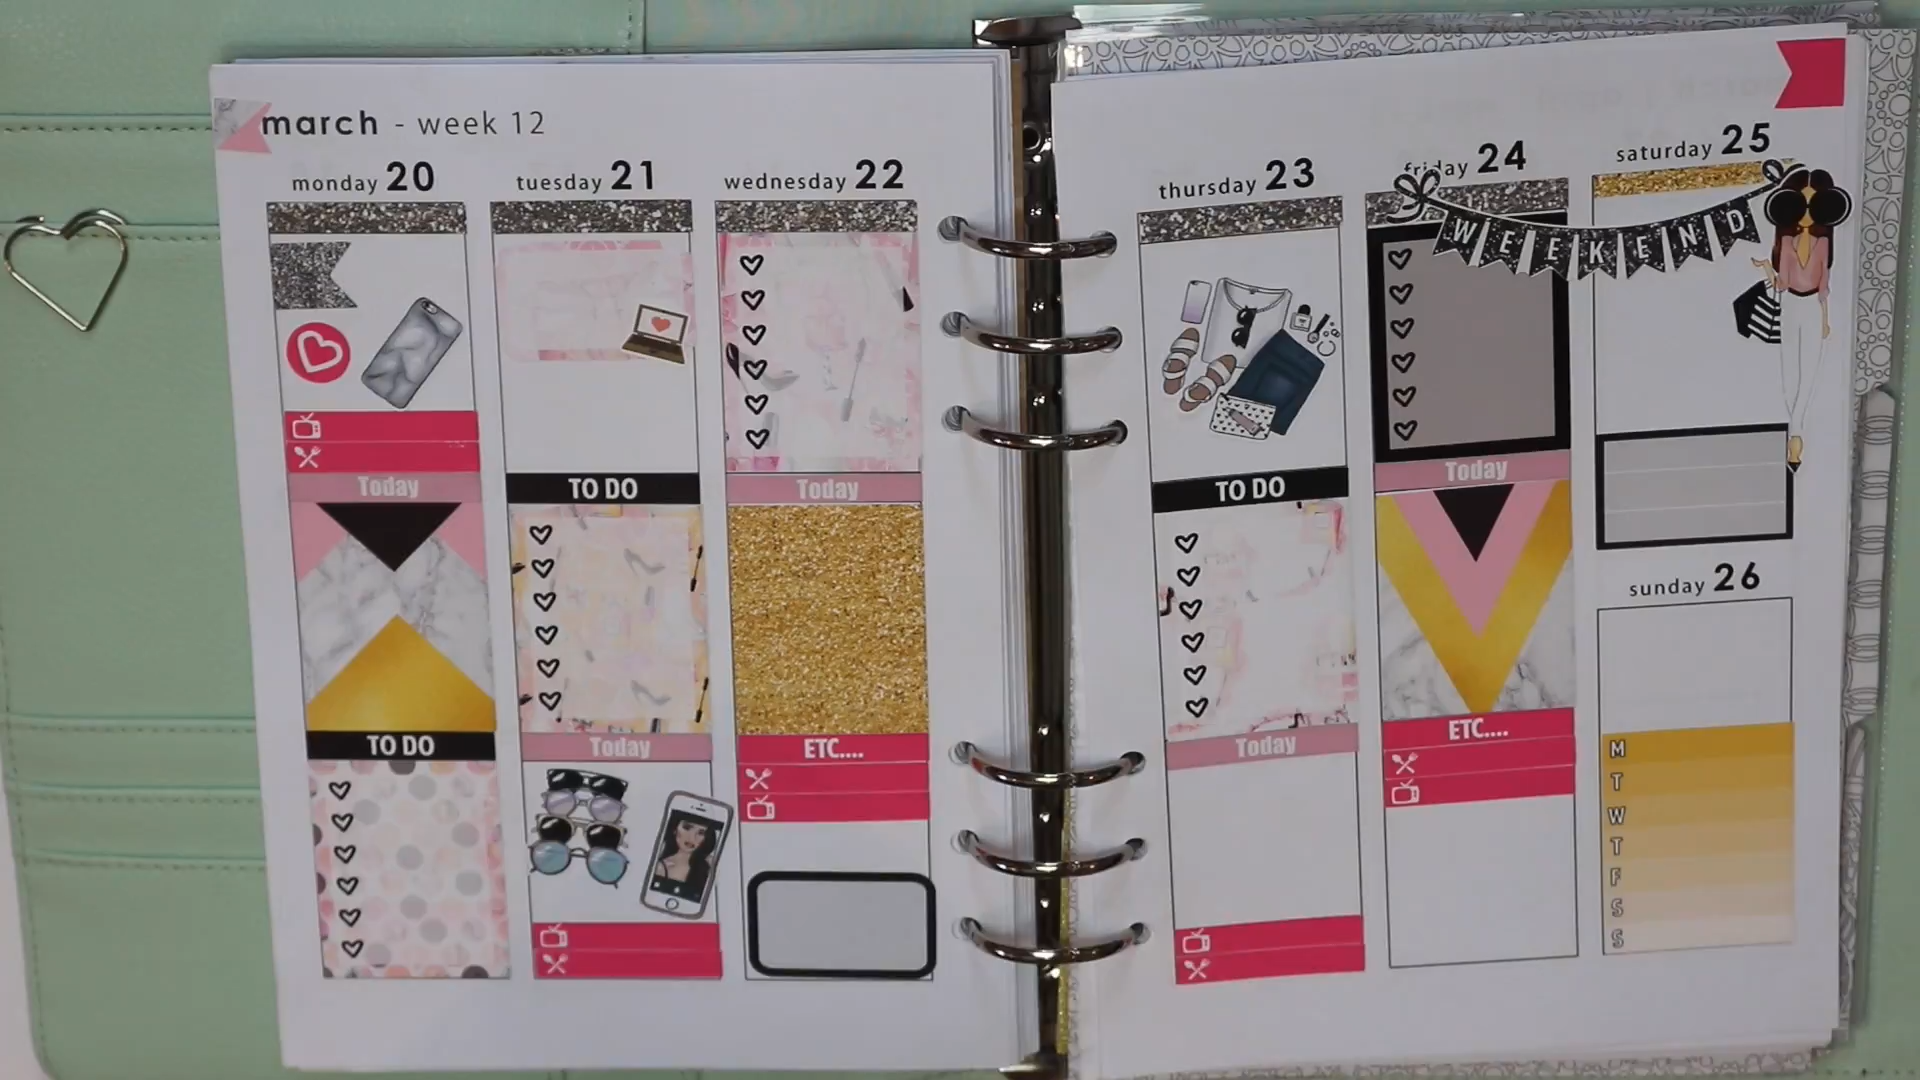 march - week 12
monday 20
Today
TO DO
tuesday 21
TO DO
Today
wednesday 22
Today
ETC....
thursday 23
TO DO
Today
friday 24
WEEKEND
Today
ETC....
saturday 25
sunday 26
M
T
W
T
F
S
S